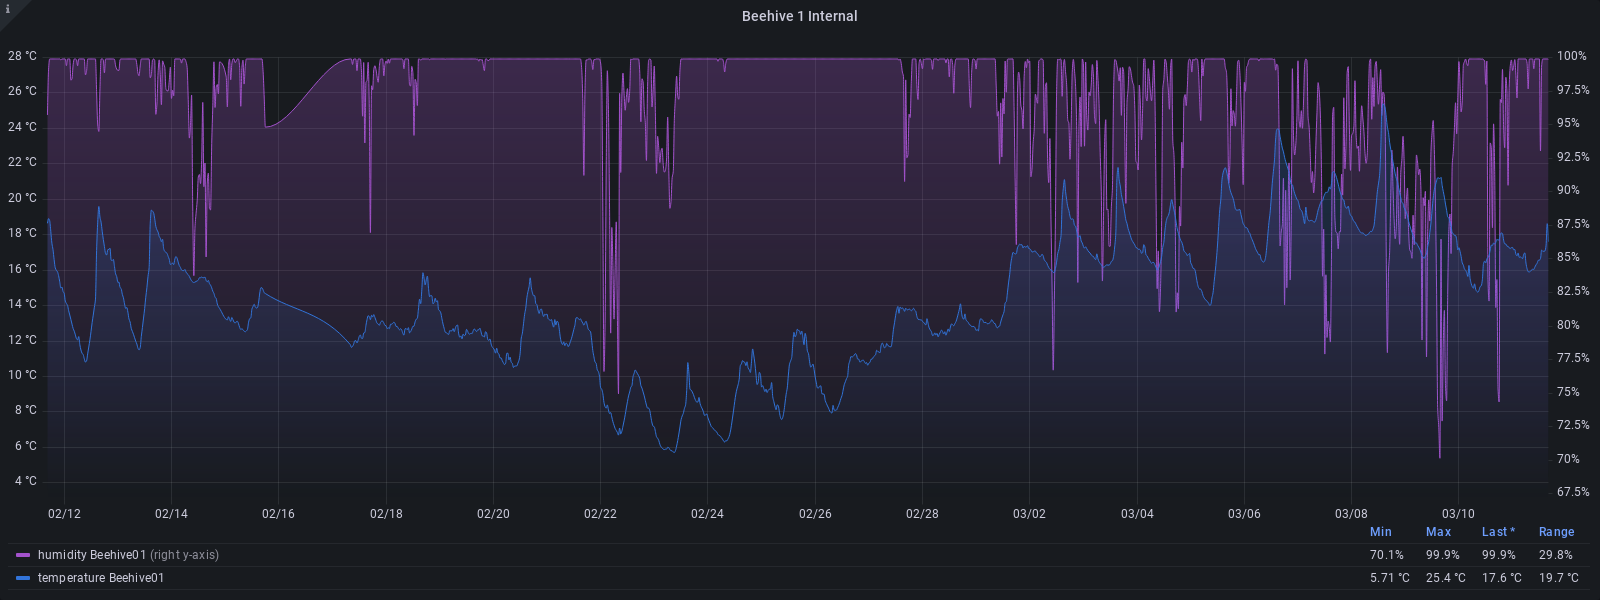 i
Beehive 1 Internal
28 °C 100%
26 °C 97.5%
24 °C 95%
22 °C 92.5%
20 °C 90%
18 °C 87.5%
16 °C 85%
14 °C 82.5%
12 °C 80%
10 °C 77.5%
8 °C 75%
6 °C 72.5%
4 °C 70%
67.5%
02/12 02/14 02/16 02/18 02/20 02/22 02/24 02/26 02/28 03/02 03/04 03/06 03/08 03/10
Min Max Last * Range
humidity Beehive01 (right y-axis) 70.1% 99.9% 99.9% 29.8%
temperature Beehive01 5.71 °C 25.4 °C 17.6 °C 19.7 °C